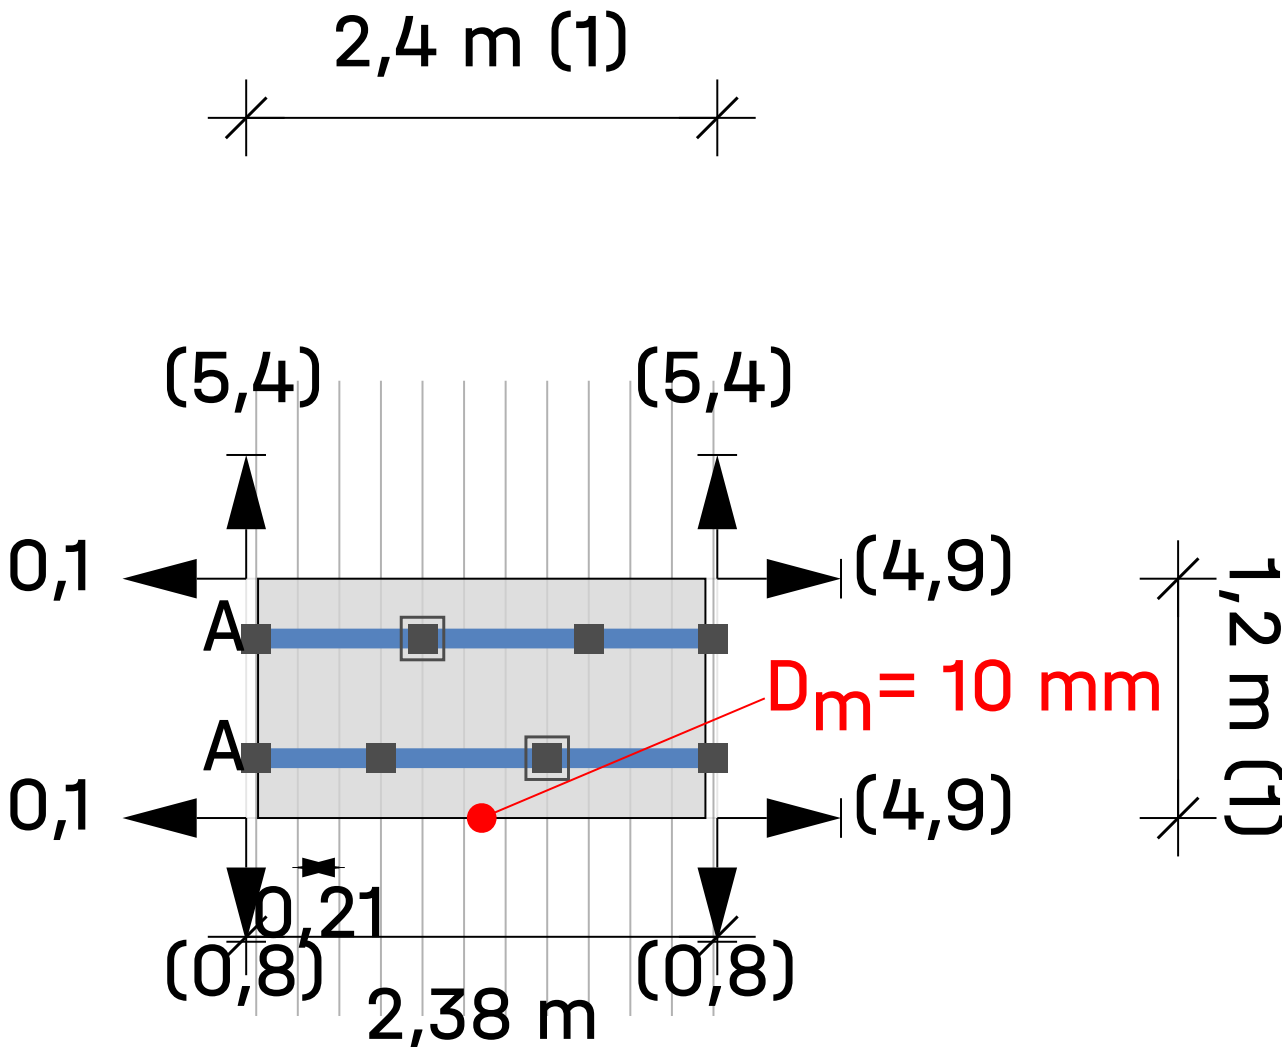 2,4 m (1)
(5,4)
(5,4)
0,1
(4,9)
A
1,2 m (1)
Dm= 10 mm
A
0,1
(4,9)
0,21
(0,8)
(0,8)
2,38 m